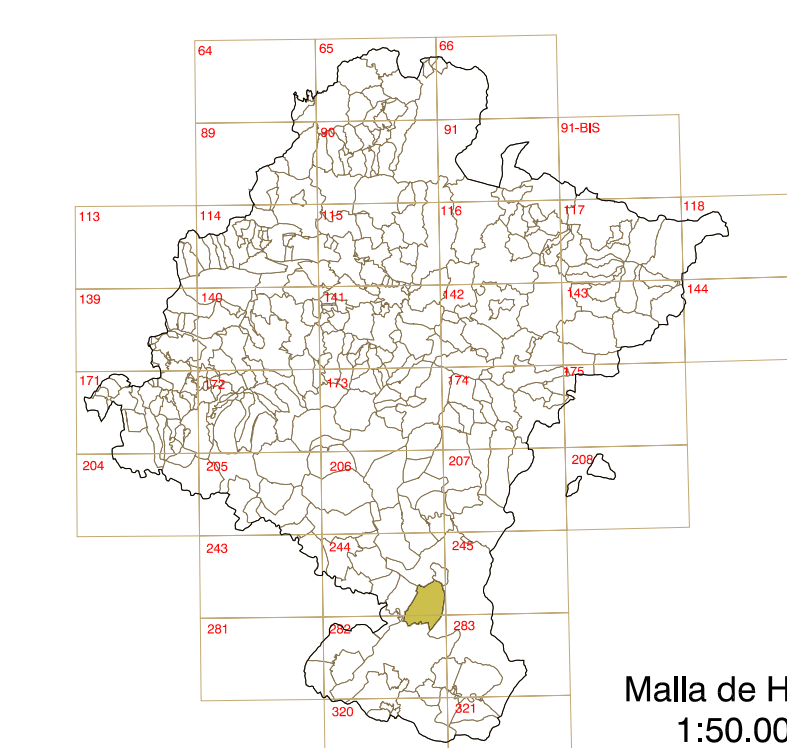 64 65 66
89 90 91 91-BIS
113 114 115 116 117 118
139 140 141 142 143 144
171 172 173 174 175
204 205 206 207 208
243 244 245
281 282 283
320 321
Malla de H
1:50.00